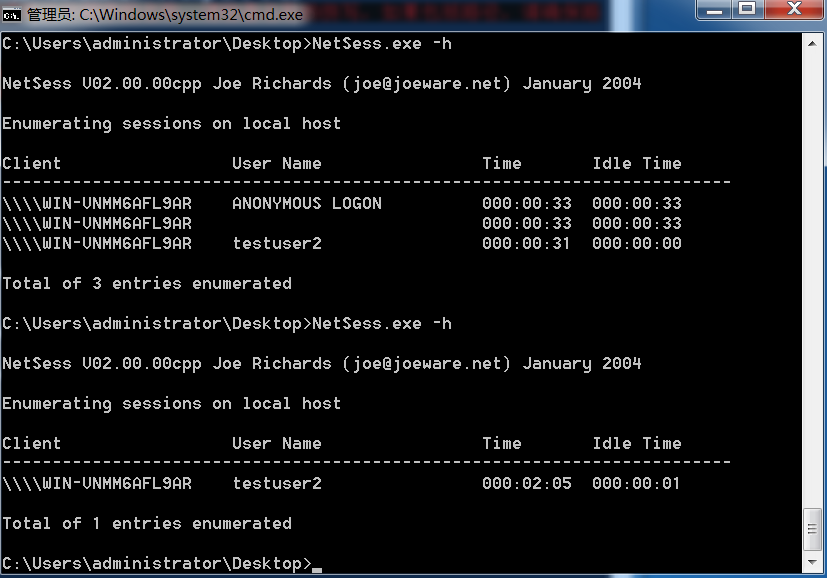 管理员: C:\Windows\system32\cmd.exe
C:\Users\administrator\Desktop>NetSess.exe -h
NetSess V02.00.00cpp Joe Richards (joe@joeware.net) January 2004
Enumerating sessions on local host
Client User Name Time Idle Time
-------------------------------------------------------------------------
\\\\WIN-VNMM6AFL9AR ANONYMOUS LOGON 000:00:33 000:00:33
\\\\WIN-VNMM6AFL9AR 000:00:33 000:00:33
\\\\WIN-VNMM6AFL9AR testuser2 000:00:31 000:00:00
Total of 3 entries enumerated
C:\Users\administrator\Desktop>NetSess.exe -h
NetSess V02.00.00cpp Joe Richards (joe@joeware.net) January 2004
Enumerating sessions on local host
Client User Name Time Idle Time
-------------------------------------------------------------------------
\\\\WIN-VNMM6AFL9AR testuser2 000:02:05 000:00:01
Total of 1 entries enumerated
C:\Users\administrator\Desktop>_